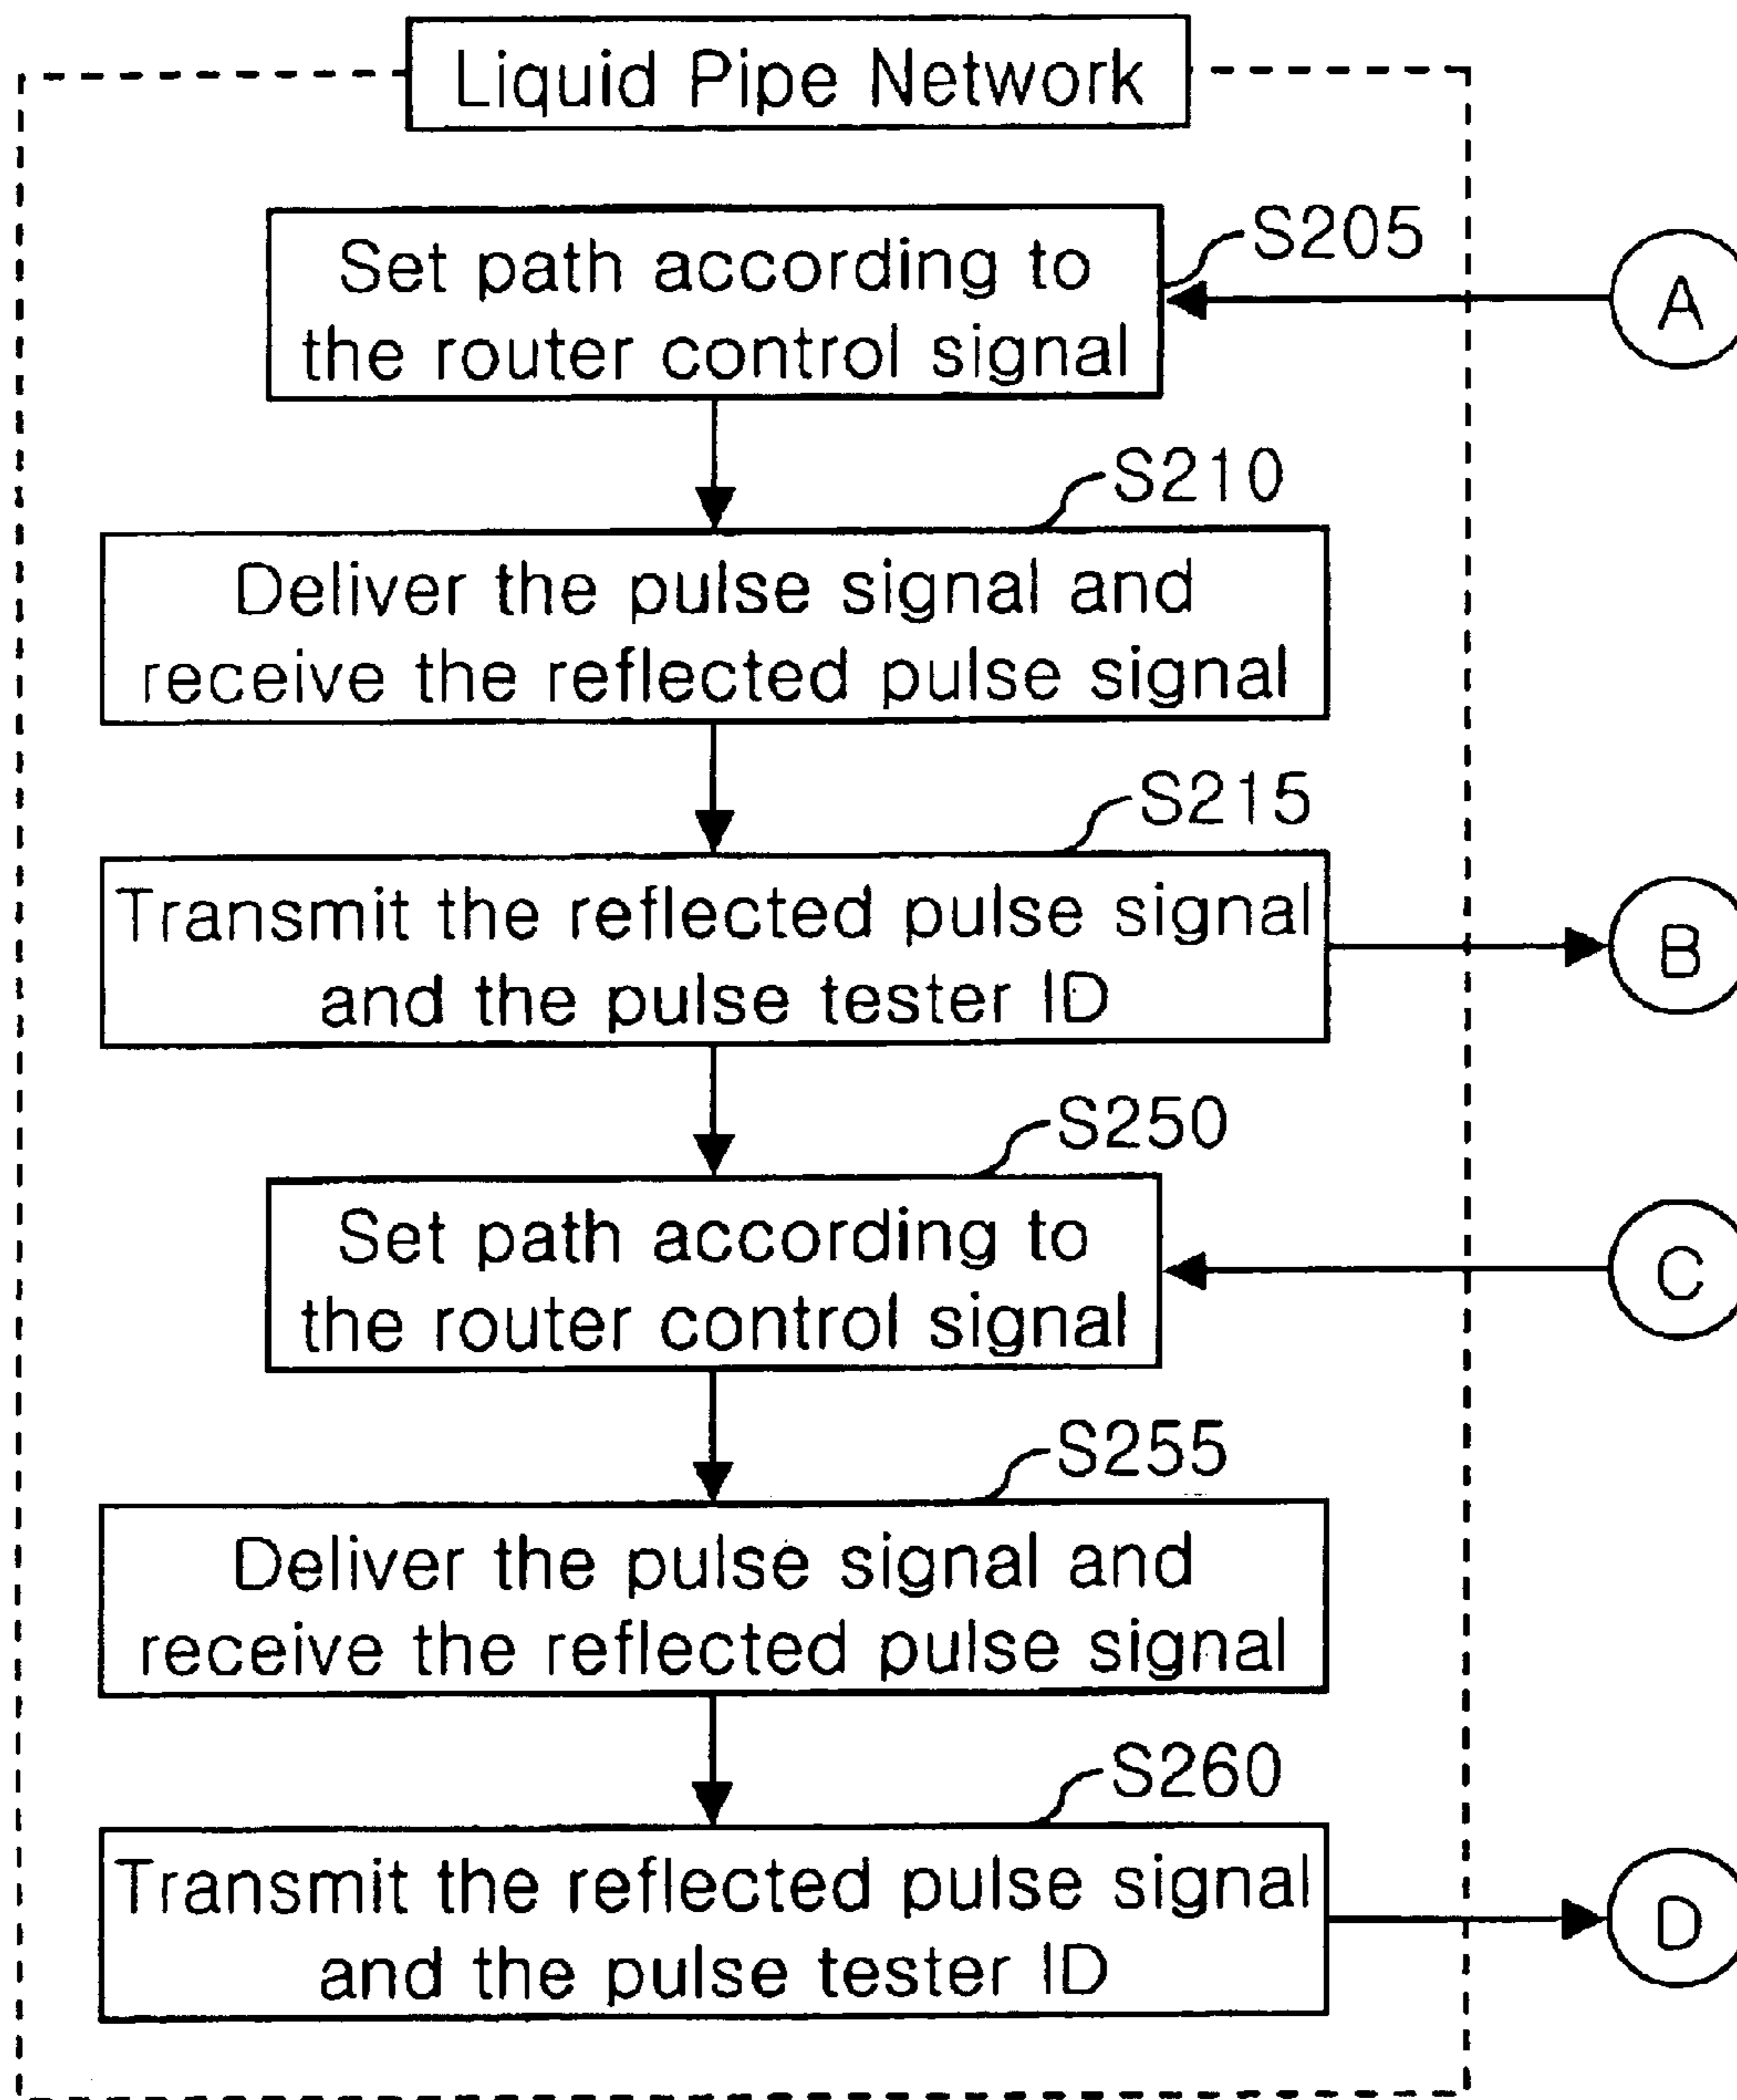 Liquid Pipe Network
S205
Set path according to
the router control signal
A
S210
Deliver the pulse signal and
receive the reflected pulse signal
S215
Transmit the reflected pulse signal
and the pulse tester ID
B
S250
Set path according to
the router control signal
C
S255
Deliver the pulse signal and
receive the reflected pulse signal
S260
Transmit the reflected pulse signal
and the pulse tester ID
D